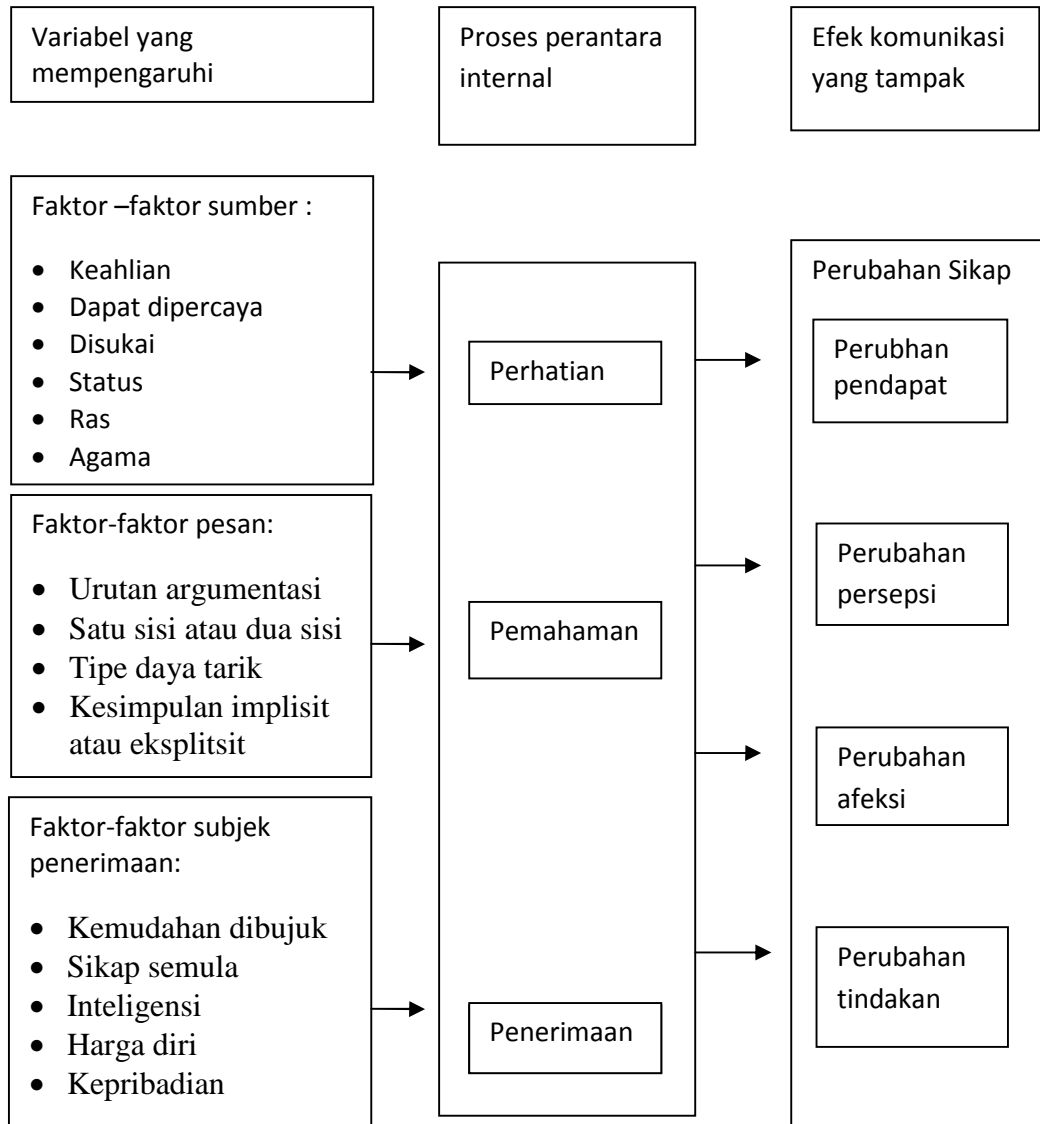 Variabel yang
mempengaruhi
Proses perantara
internal
Efek komunikasi
yang tampak
Faktor –faktor sumber :
• Keahlian
• Dapat dipercaya
• Disukai
• Status
• Ras
• Agama
Faktor-faktor pesan:
• Urutan argumentasi
• Satu sisi atau dua sisi
• Tipe daya tarik
• Kesimpulan implisit
atau eksplitsit
Faktor-faktor subjek
penerimaan:
• Kemudahan dibujuk
• Sikap semula
• Inteligensi
• Harga diri
• Kepribadian
Perhatian
Pemahaman
Penerimaan
Perubahan Sikap
Perubhan
pendapat
Perubahan
persepsi
Perubahan
afeksi
Perubahan
tindakan